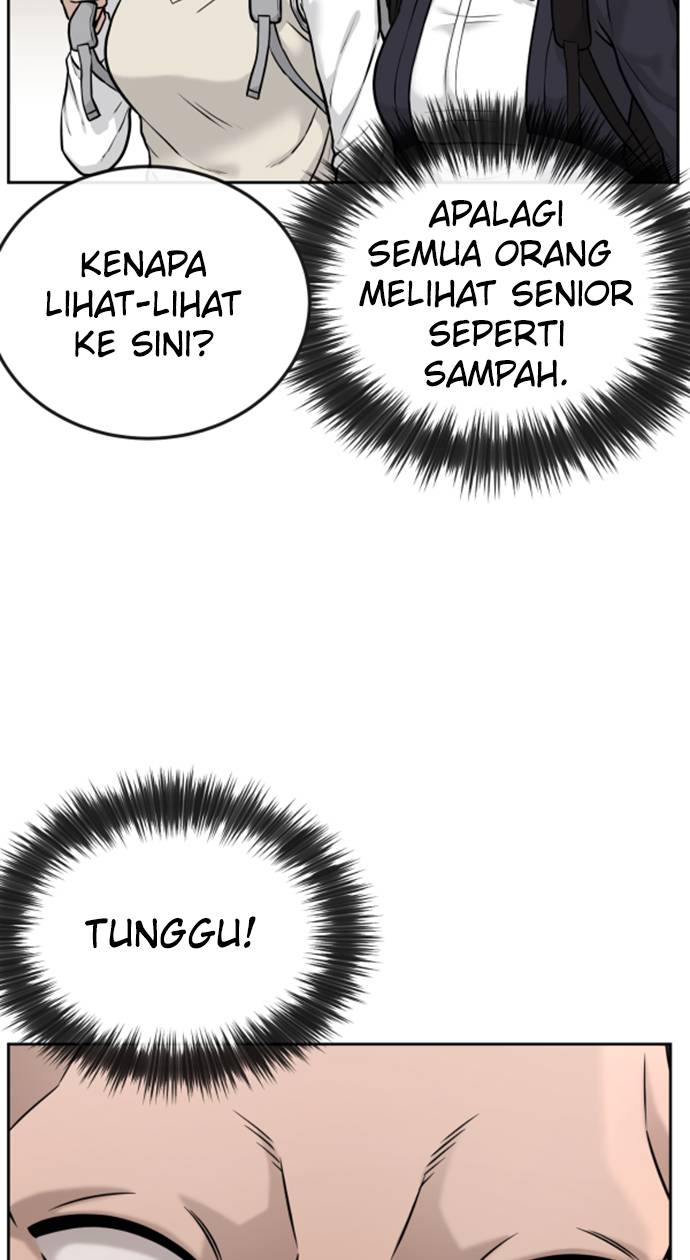 KENAPA
LIHAT-LIHAT
KE SINI?
APALAGI
SEMUA ORANG
MELIHAT SENIOR
SEPERTI
SAMPAH.
TUNGGU!